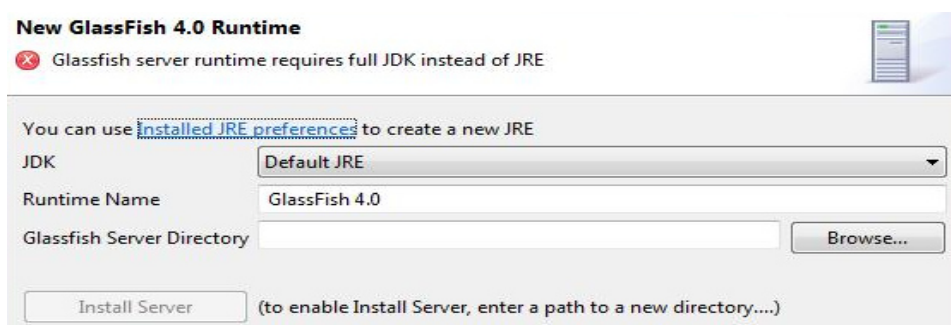 New GlassFish 4.0 Runtime
Glassfish server runtime requires full JDK instead of JRE
You can use Installed JRE preferences to create a new JRE
JDK Default JRE
Runtime Name GlassFish 4.0
Glassfish Server Directory Browse...
Install Server (to enable Install Server, enter a path to a new directory....)